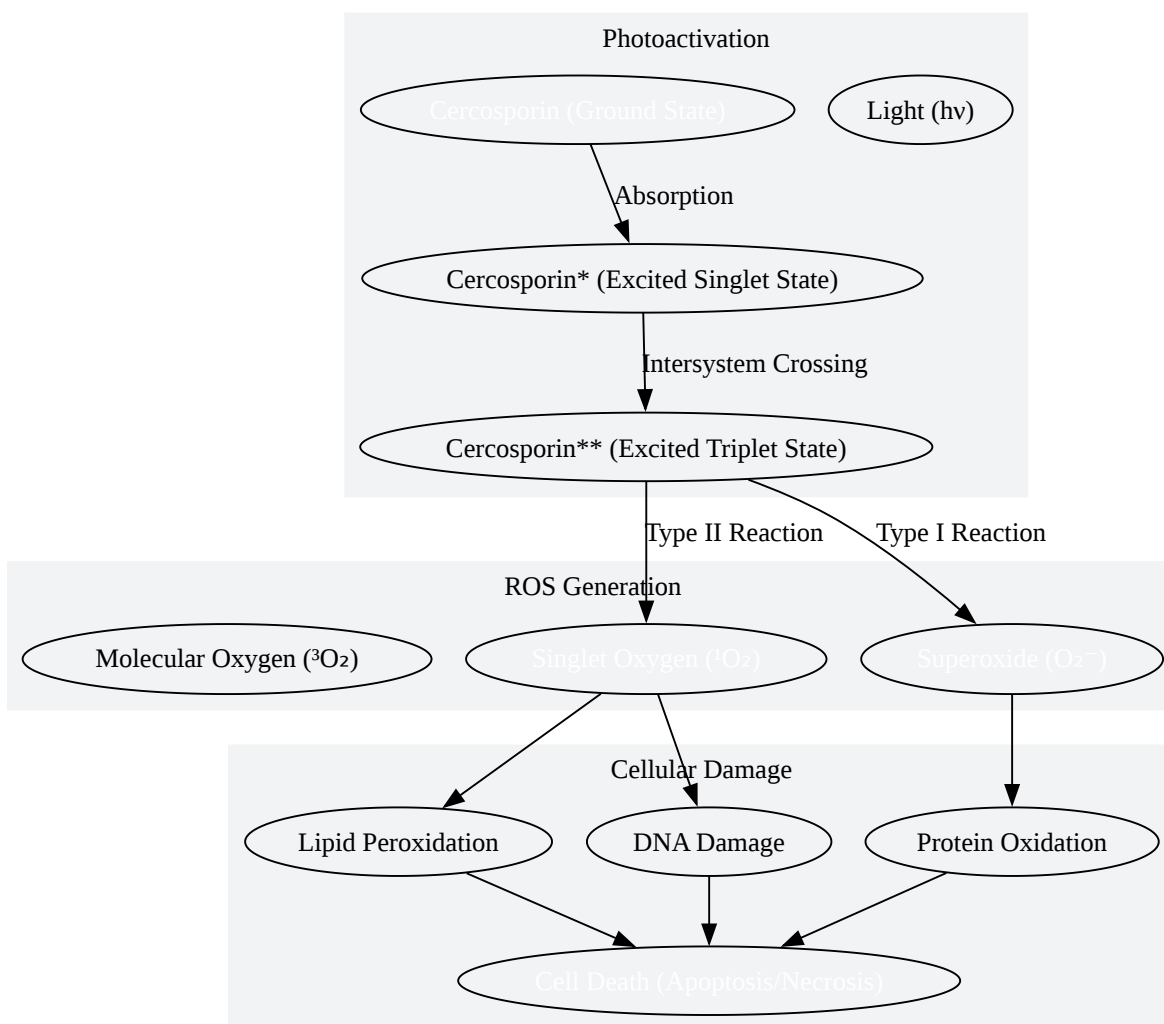 Photoactivation
Cercosporin (Ground State)
Light (hν)
Absorption
Cercosporin* (Excited Singlet State)
Intersystem Crossing
Cercosporin** (Excited Triplet State)
Type II Reaction
Type I Reaction
ROS Generation
Molecular Oxygen (³O₂)
Singlet Oxygen (¹O₂)
Superoxide (O₂⁻)
Cellular Damage
Lipid Peroxidation
DNA Damage
Protein Oxidation
Cell Death (Apoptosis/Necrosis)